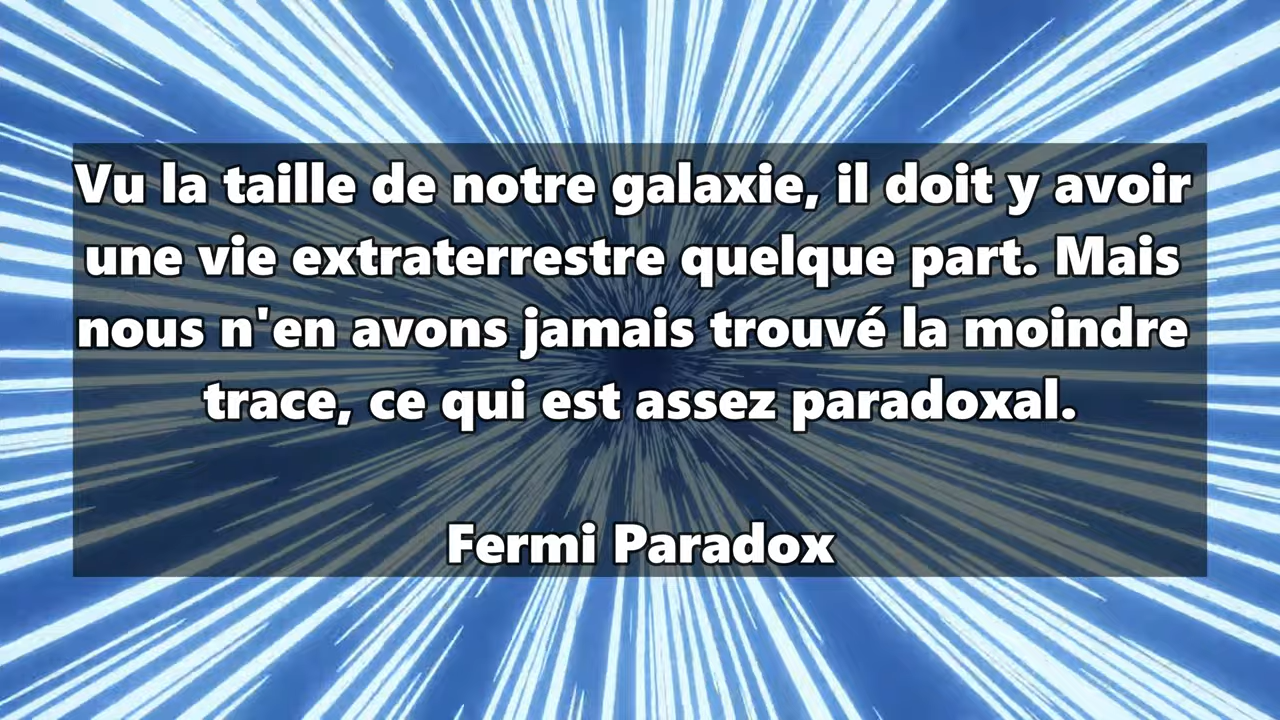 Vu la taille de notre galaxie, il doit y avoir
une vie extraterrestre quelque part. Mais
nous n'en avons jamais trouvé la moindre
trace, ce qui est assez paradoxal.
Fermi Paradox